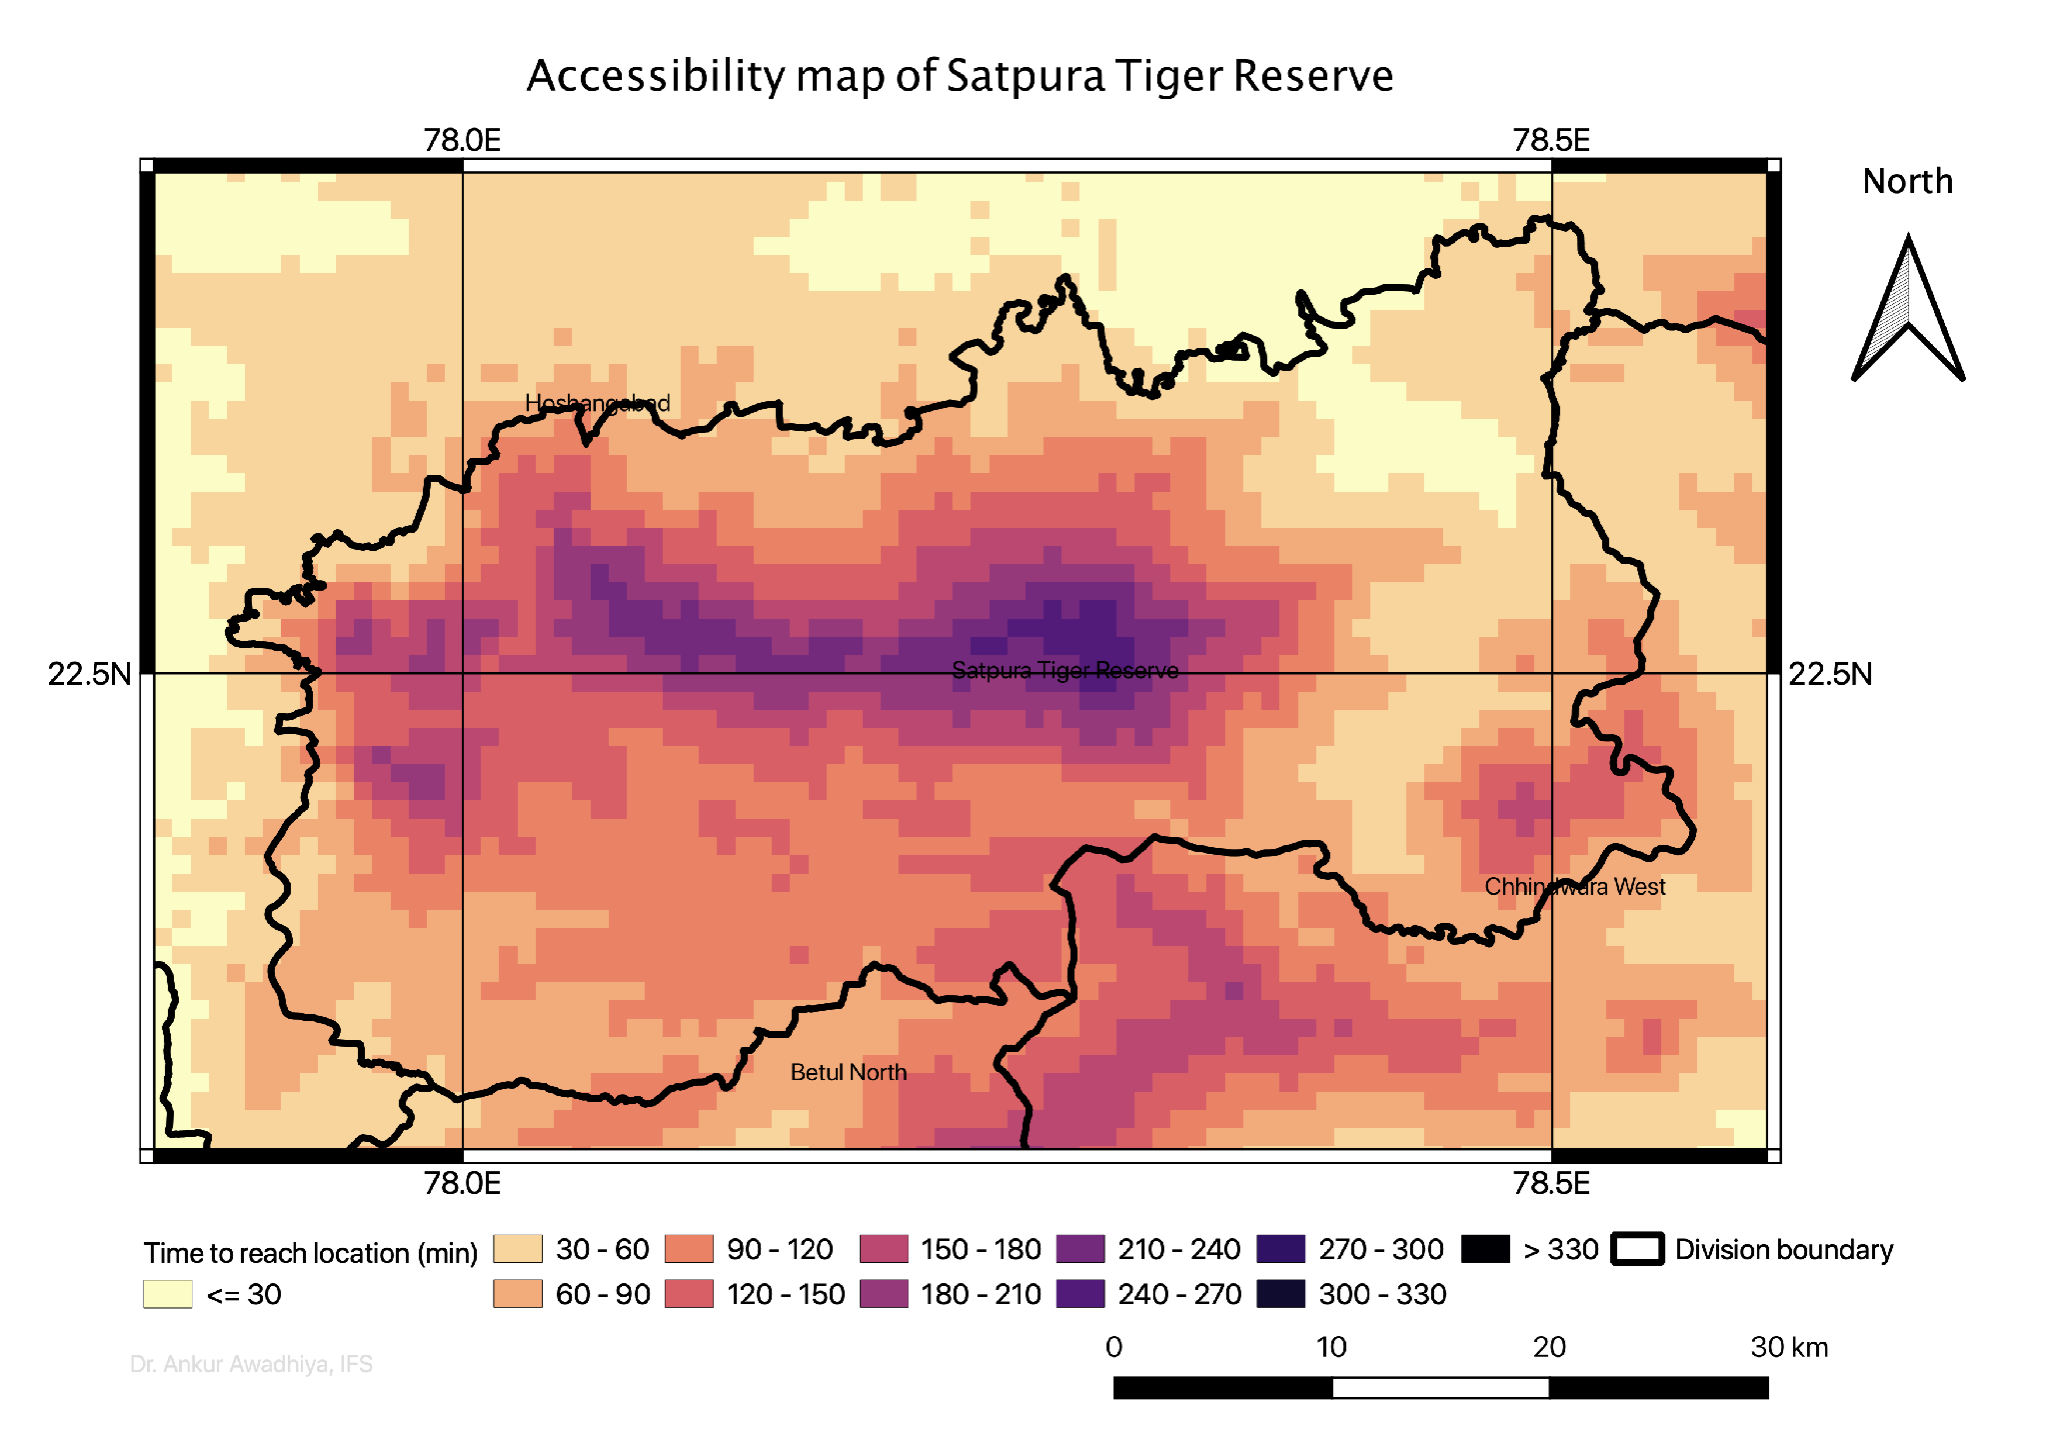 Accessibility map of Satpura Tiger Reserve
78.0E 78.5E
North
Hoshangabad
22.5N Satpura Tiger Reserve 22.5N
Chhindwara West
Betul North
78.0E 78.5E
Time to reach location (min) 30 - 60 90 - 120 150 - 180 210 - 240 270 - 300 > 330 Division boundary
<= 30 60 - 90 120 - 150 180 - 210 240 - 270 300 - 330
0 10 20 30 km
Dr. Ankur Awadhiya, IFS